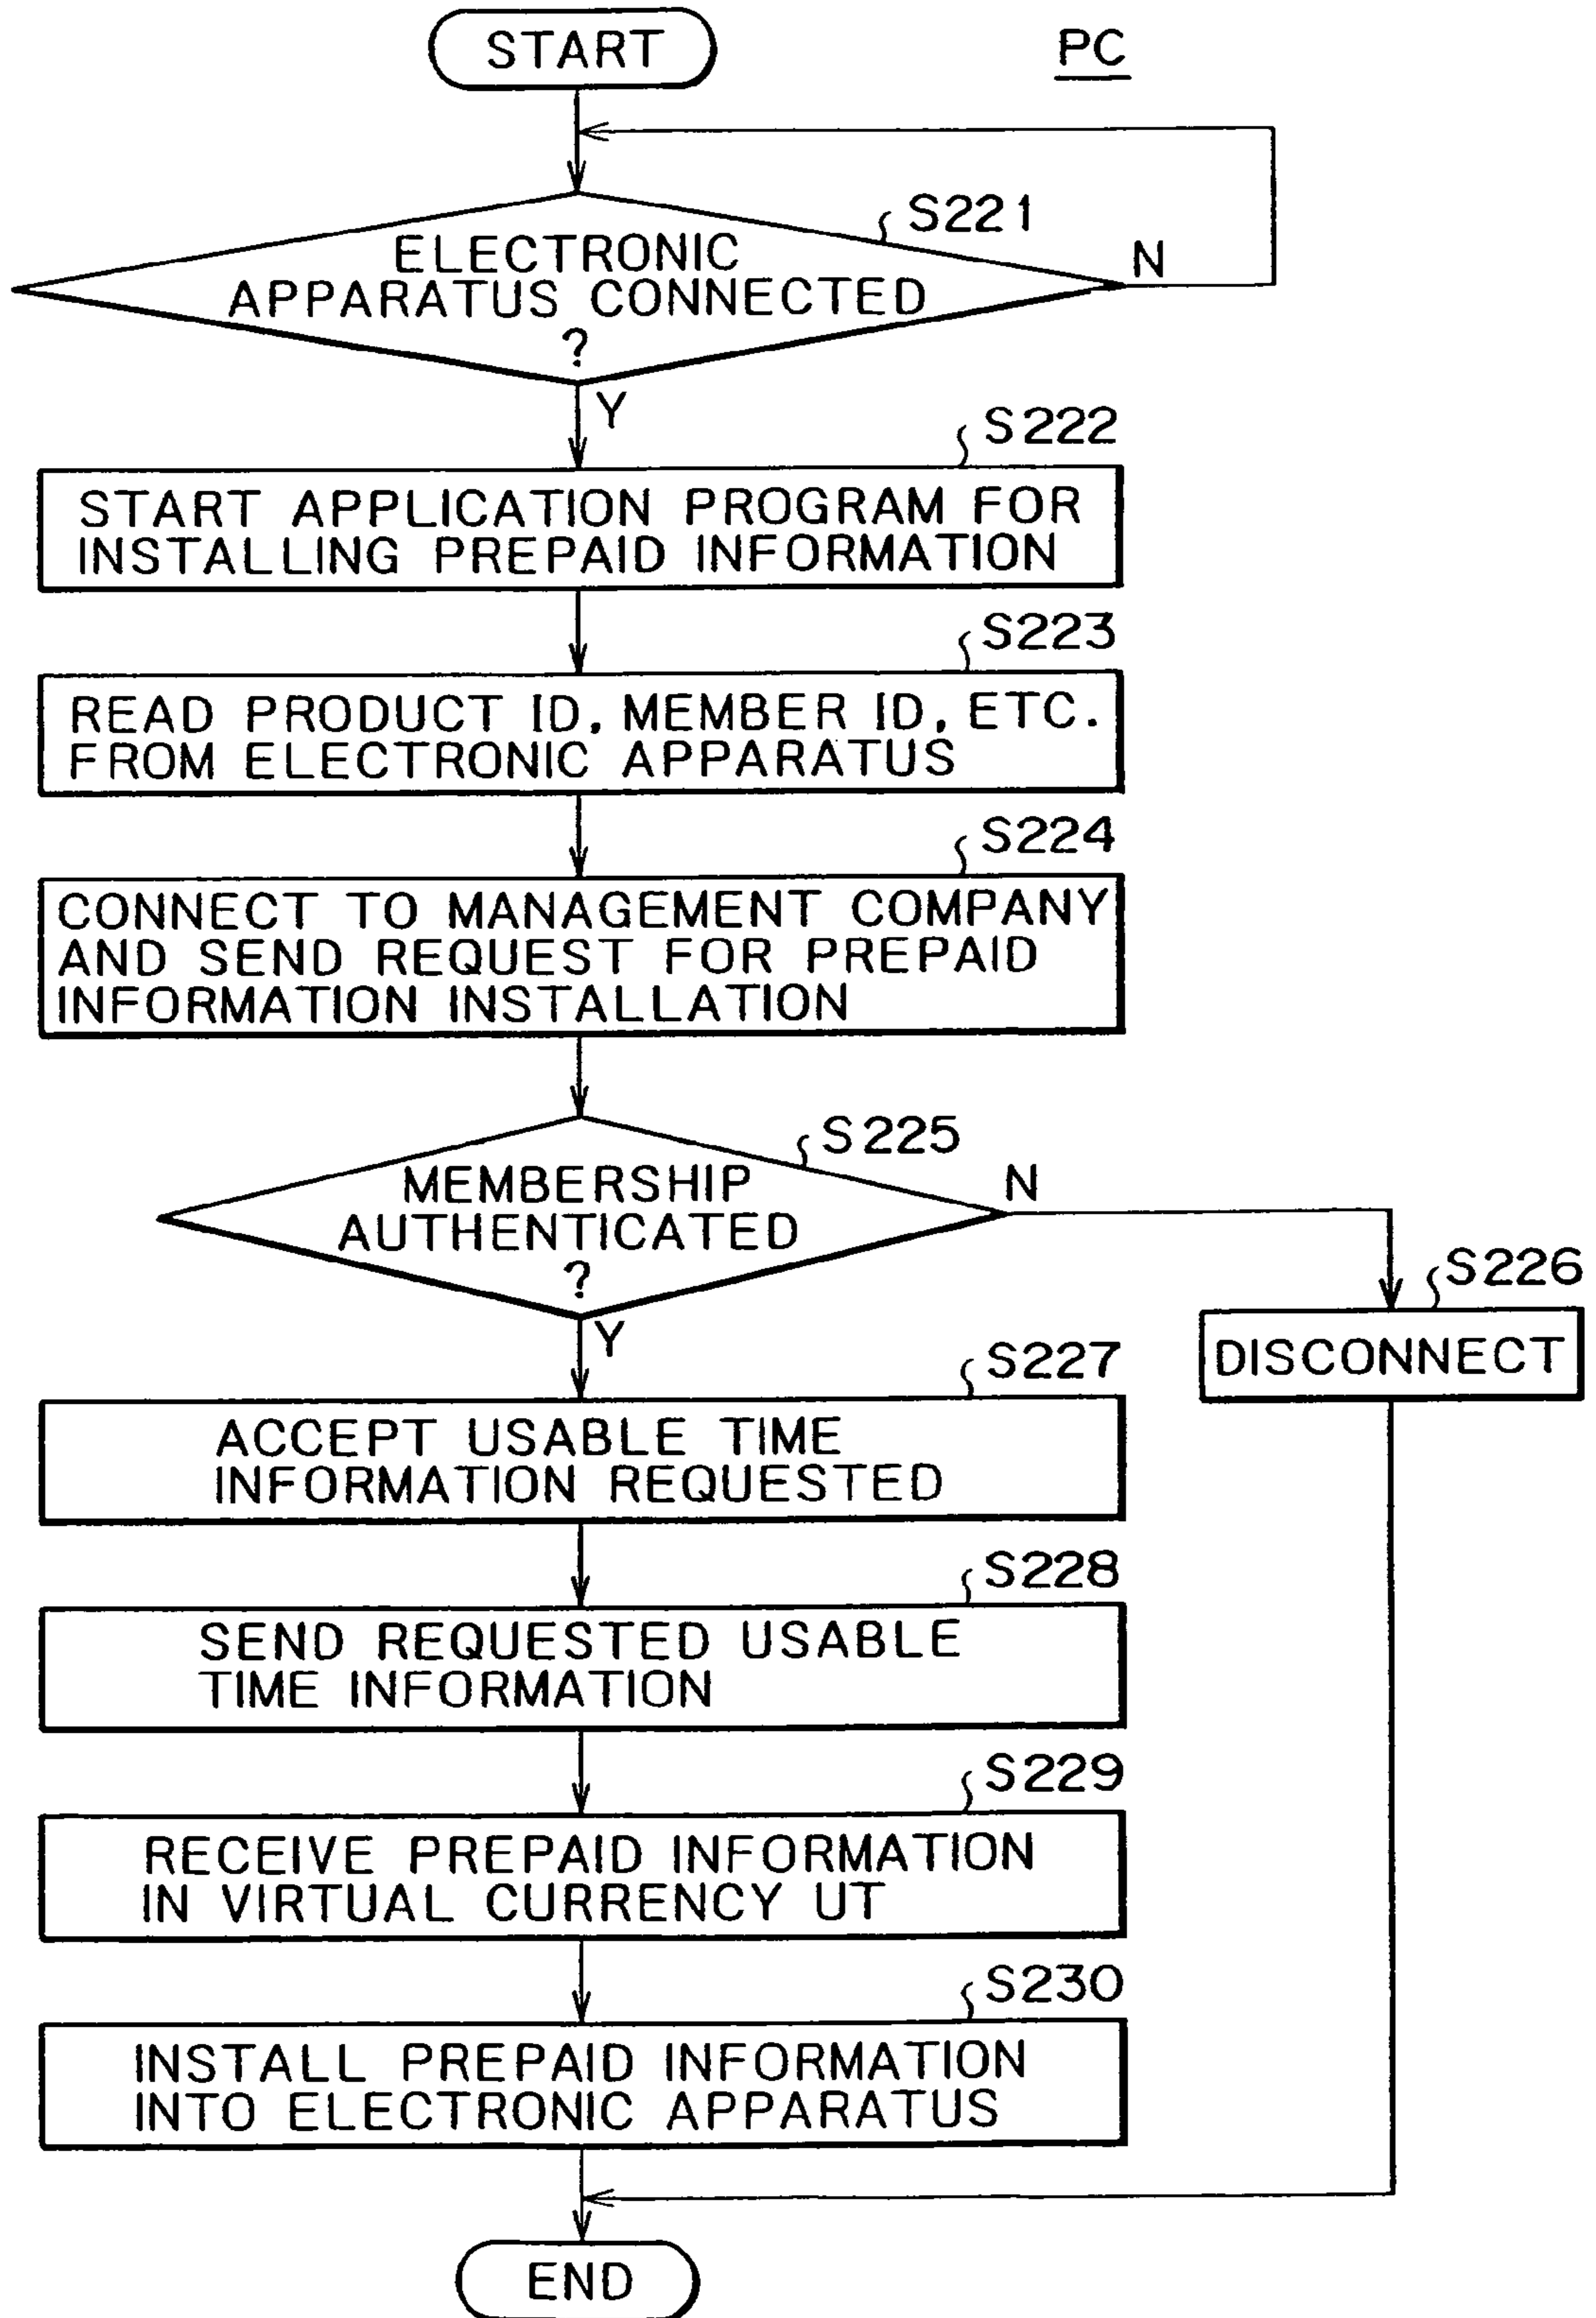 START
PC
S221
ELECTRONIC
APPARATUS CONNECTED
?
N
Y
S222
START APPLICATION PROGRAM FOR
INSTALLING PREPAID INFORMATION
S223
READ PRODUCT ID, MEMBER ID, ETC.
FROM ELECTRONIC APPARATUS
S224
CONNECT TO MANAGEMENT COMPANY
AND SEND REQUEST FOR PREPAID
INFORMATION INSTALLATION
S225
MEMBERSHIP
AUTHENTICATED
?
N
Y
S226
DISCONNECT
S227
ACCEPT USABLE TIME
INFORMATION REQUESTED
S228
SEND REQUESTED USABLE
TIME INFORMATION
S229
RECEIVE PREPAID INFORMATION
IN VIRTUAL CURRENCY UT
S230
INSTALL PREPAID INFORMATION
INTO ELECTRONIC APPARATUS
END